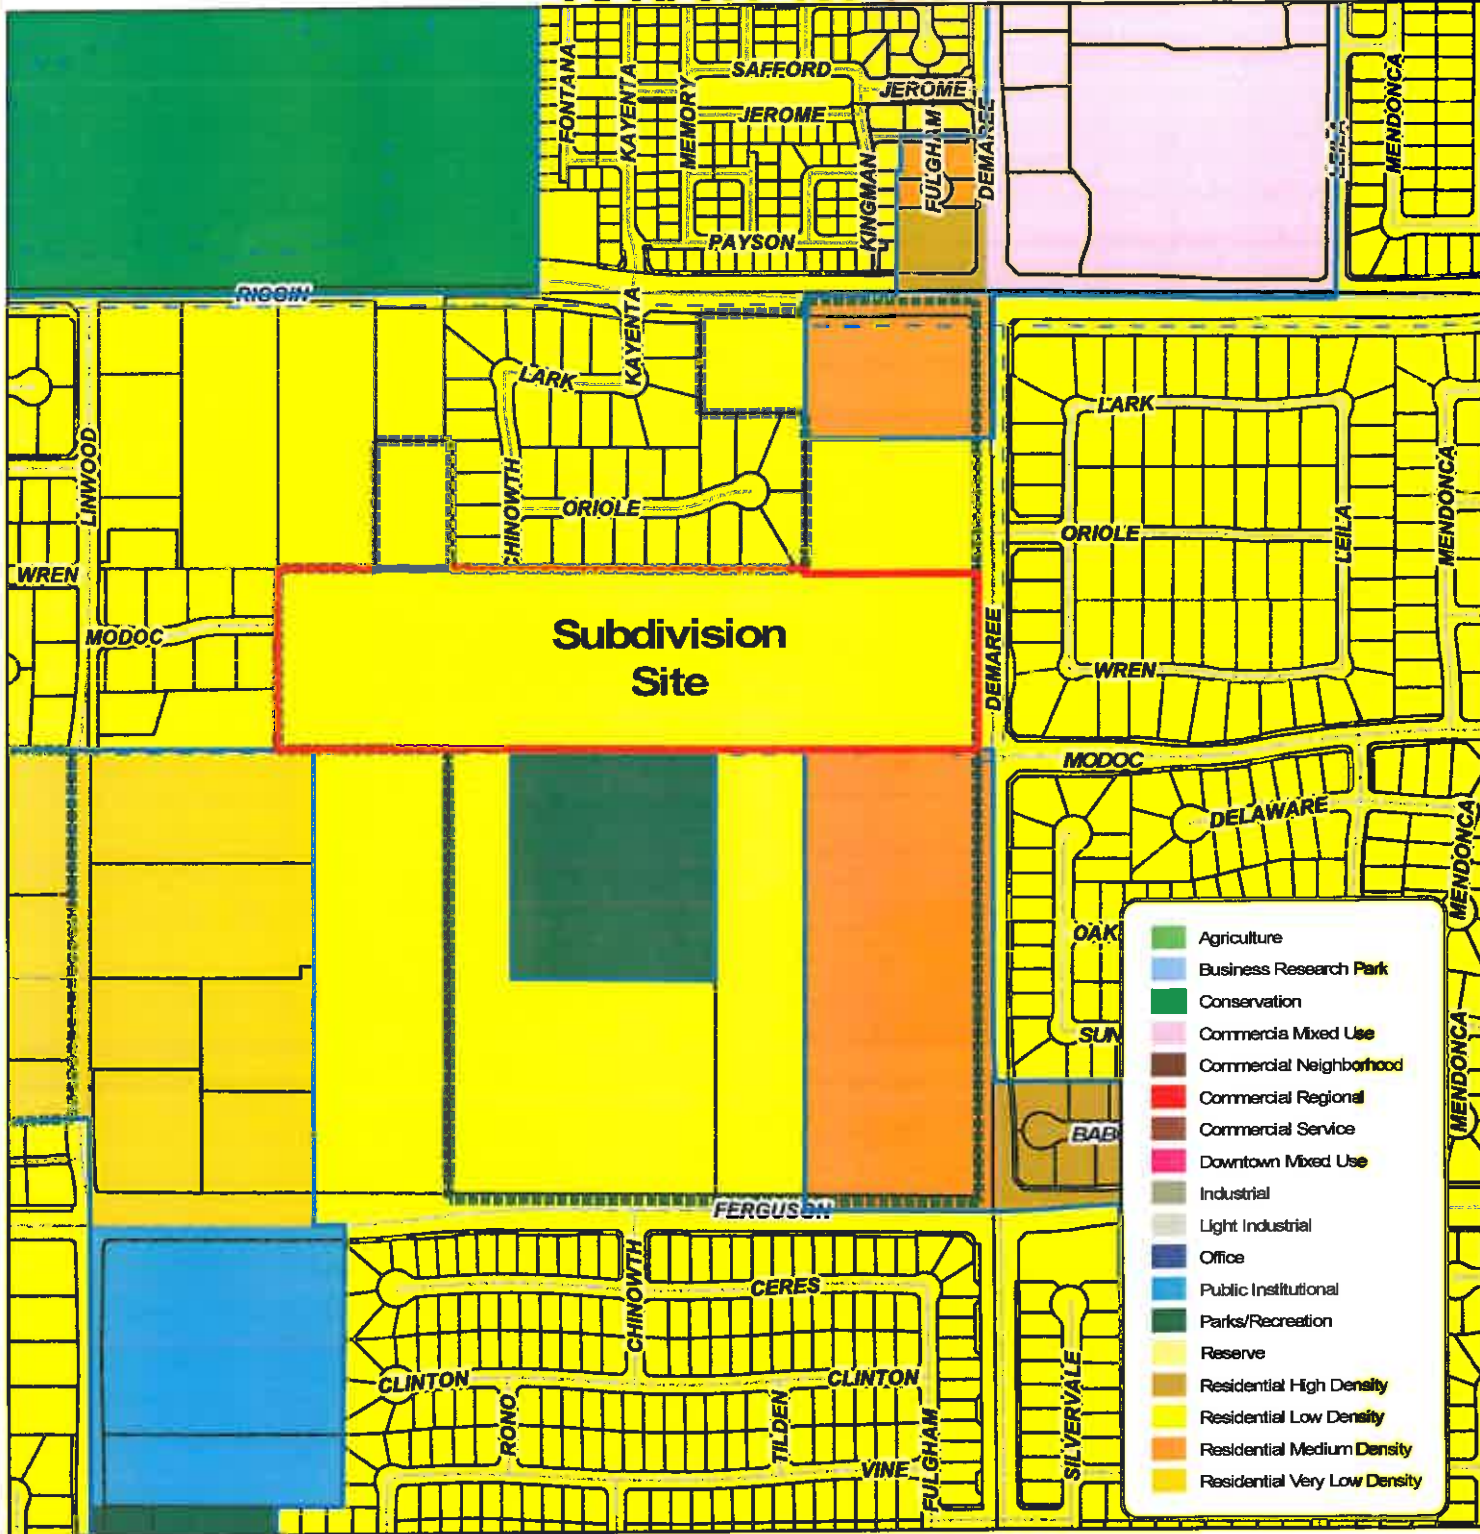 FONTANA
KAYENTA
MEMORY
SAFFORD
JEROME
JEROME
KINGMAN
FULGHAM
DEMAREE
PAYSON
LEILA
MENDONCA
RIGGIN
KAYENTA
LARK
LARK
LINWOOD
CHINOWTH
ORIOLE
ORIOLE
LEILA
MENDONCA
WREN
MODOC
Subdivision
Site
DEMAREE
WREN
MODOC
DELAWARE
MENDONCA
OAK
SUN
MENDONCA
BAB
FERGUSON
CHINOWTH
CERES
CLINTON
CLINTON
RONO
TILDEN
VINE
FULGHAM
SILVERVALE
Agriculture
Business Research Park
Conservation
Commercia Mixed Use
Commercial Neighborhood
Commercial Regional
Commercial Service
Downtown Mixed Use
Industrial
Light Industrial
Office
Public Institutional
Parks/Recreation
Reserve
Residential High Density
Residential Low Density
Residential Medium Density
Residential Very Low Density